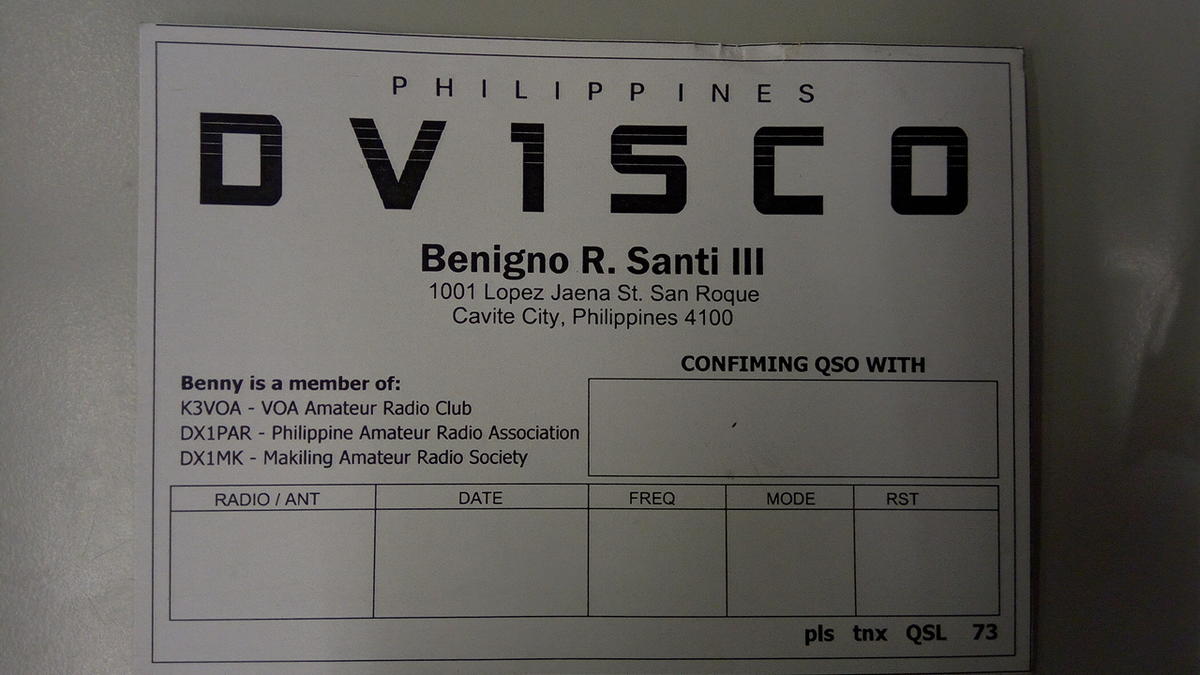 PHILIPPINES
DV1SCO
Benigno R. Santi III
1001 Lopez Jaena St. San Roque
Cavite City, Philippines 4100
CONFIMING QSO WITH
Benny is a member of:
K3VOA - VOA Amateur Radio Club
DX1PAR - Philippine Amateur Radio Association
DX1MK - Makiling Amateur Radio Society
RADIO / ANT DATE FREQ MODE RST
pls tnx QSL 73